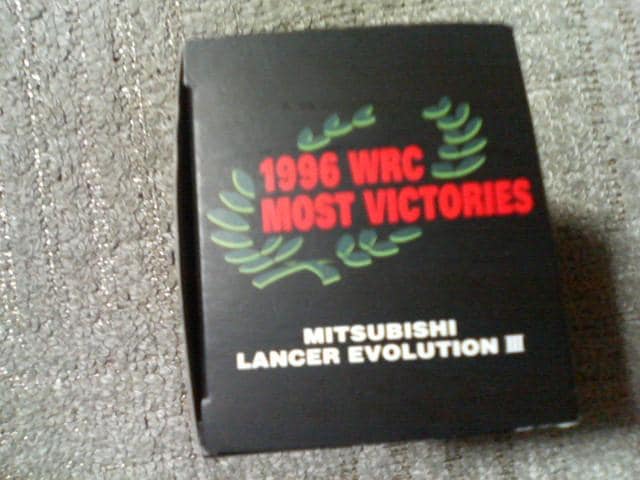 1996 WRC
MOST VICTORIES
MITSUBISHI
LANCER EVOLUTION III